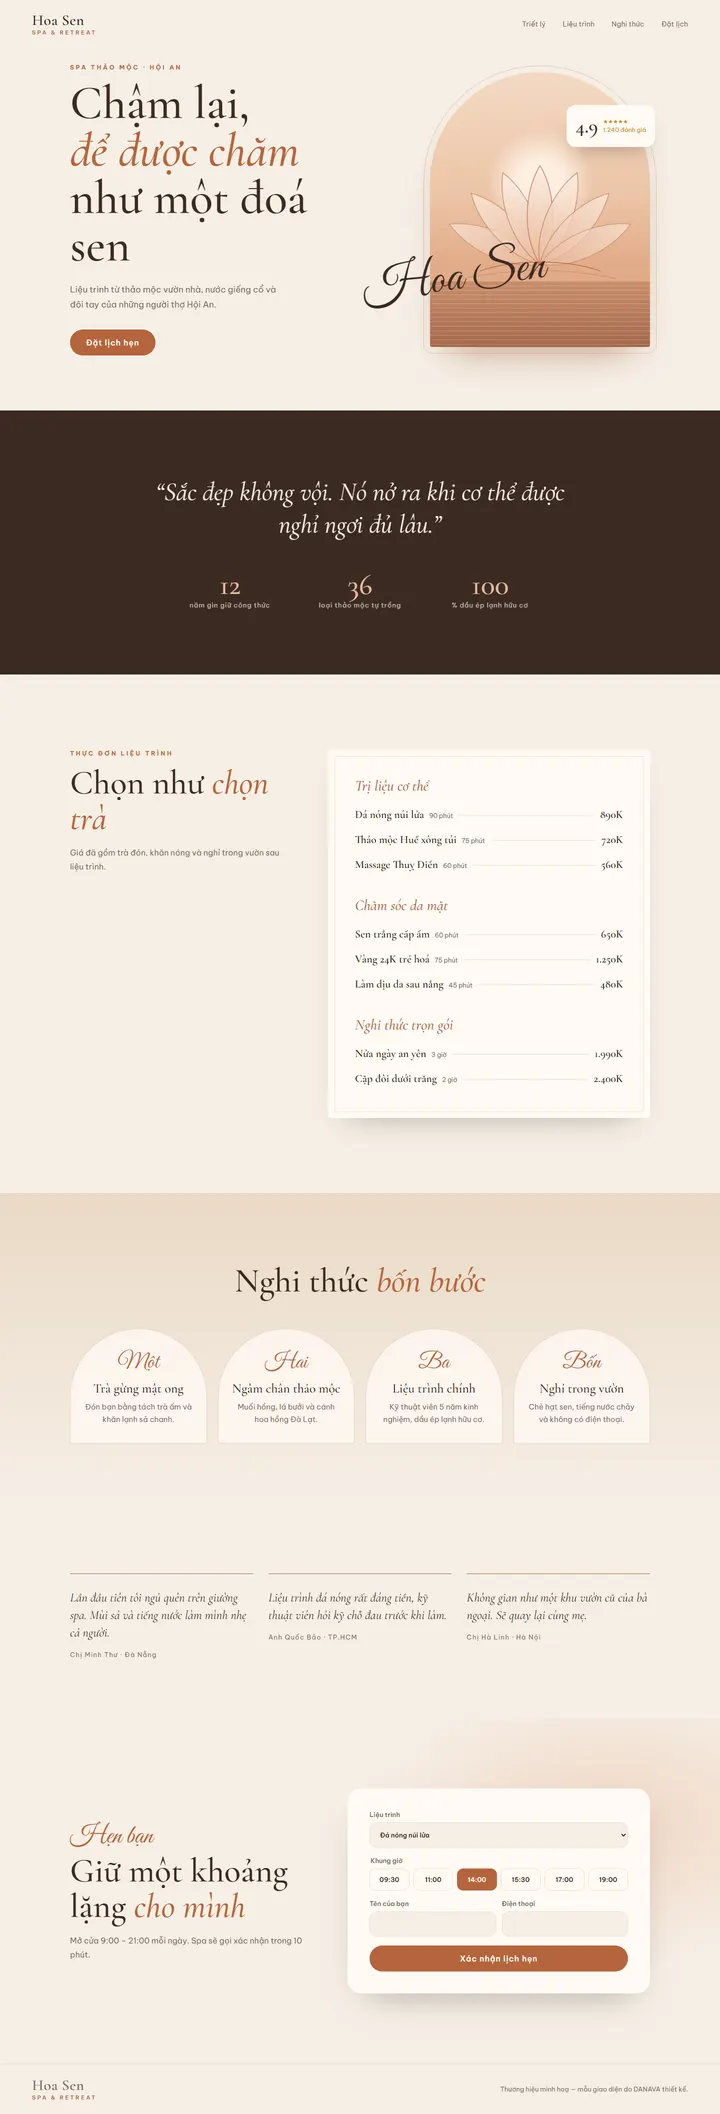 Hoa Sen
SPA & RETREAT
Triết lý
Liệu trình
Nghi thức
Đặt lịch
SPA THẢO MỘC · HỘI AN
Chậm lại,
để được chăm
như một đoá
sen
Liệu trình từ thảo mộc vườn nhà, nước giếng cổ và
đôi tay của những người thợ Hội An.
Đặt lịch hẹn
4.9
★★★★★
1.240 đánh giá
Hoa Sen
“Sắc đẹp không vội. Nó nở ra khi cơ thể được
nghỉ ngơi đủ lâu.”
12
năm gìn giữ công thức
36
loại thảo mộc tự trồng
100
% dầu ép lạnh hữu cơ
THỰC ĐƠN LIỆU TRÌNH
Chọn như chọn
trà
Giá đã gồm trà đón, khăn nóng và nghỉ trong vườn sau
liệu trình.
Trị liệu cơ thể
Đá nóng núi lửa 90 phút 890K
Thảo mộc Huế xông túi 75 phút 720K
Massage Thuỵ Điển 60 phút 560K
Chăm sóc da mặt
Sen trắng cấp ẩm 60 phút 650K
Vàng 24K trẻ hoá 75 phút 1.250K
Làm dịu da sau nắng 45 phút 480K
Nghi thức trọn gói
Nửa ngày an yên 3 giờ 1.990K
Cặp đôi dưới trăng 2 giờ 2.400K
Nghi thức bốn bước
Một
Trà gừng mật ong
Đón bạn bằng tách trà ấm và
khăn lạnh sả chanh.
Hai
Ngâm chân thảo mộc
Muối hồng, lá bưởi và cánh
hoa hồng Đà Lạt.
Ba
Liệu trình chính
Kỹ thuật viên 5 năm kinh
nghiệm, dầu ép lạnh hữu cơ.
Bốn
Nghỉ trong vườn
Chè hạt sen, tiếng nước chảy
và không có điện thoại.
Lần đầu tiên tôi ngủ quên trên giường
spa. Mùi sả và tiếng nước làm mình nhẹ
cả người.
Chị Minh Thư · Đà Nẵng
Liệu trình đá nóng rất đáng tiền, kỹ
thuật viên hỏi kỹ chỗ đau trước khi làm.
Anh Quốc Bảo · TP.HCM
Không gian như một khu vườn cũ của bà
ngoại. Sẽ quay lại cùng mẹ.
Chị Hà Linh · Hà Nội
Hẹn bạn
Giữ một khoảng
lặng cho mình
Mở cửa 9:00 – 21:00 mỗi ngày. Spa sẽ gọi xác nhận trong 10
phút.
Liệu trình
Đá nóng núi lửa
Khung giờ
09:30
11:00
14:00
15:30
17:00
19:00
Tên của bạn
Điện thoại
Xác nhận lịch hẹn
Hoa Sen
SPA & RETREAT
Thương hiệu minh hoạ — mẫu giao diện do DANAVA thiết kế.